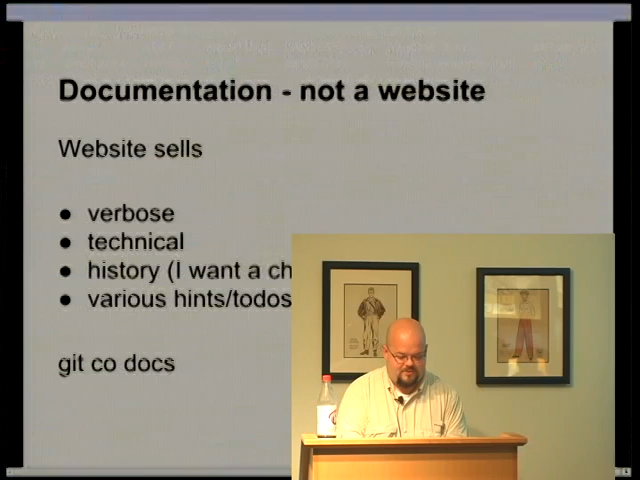 Documentation - not a website
Website sells
● verbose
● technical
● history (I want a ch
● various hints/todos
git co docs